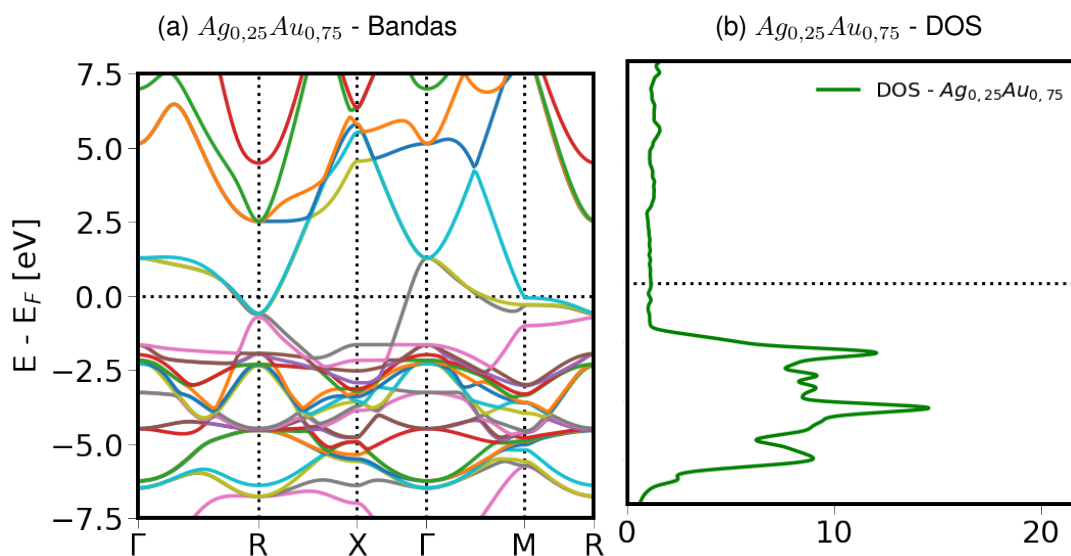 (a) Ag0,25Au0,75 - Bandas
(b) Ag0,25Au0,75 - DOS
E - EF [eV]
7.5
5.0
2.5
0.0
−2.5
−5.0
−7.5
Γ R X Γ M R
DOS - Ag0, 25Au0, 75
0 10 20